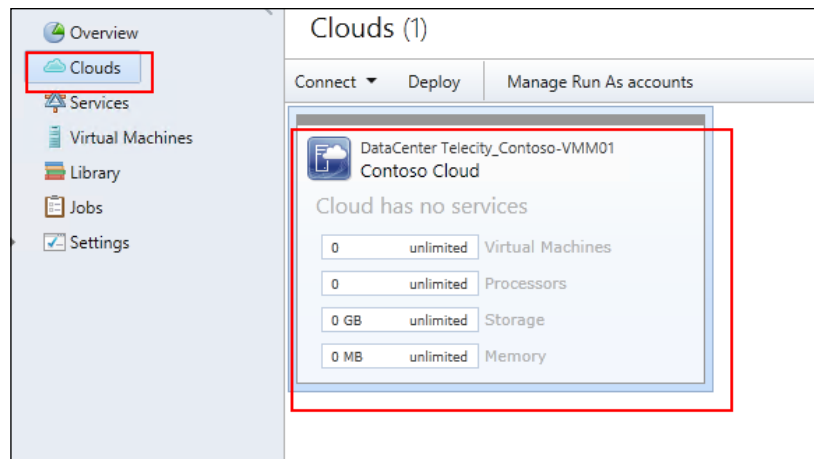 Overview
Clouds
Services
Virtual Machines
Library
Jobs
Settings
Clouds (1)
Connect Deploy Manage Run As accounts
DataCenter Telecity_Contoso-VMM01
Contoso Cloud
Cloud has no services
0 unlimited Virtual Machines
0 unlimited Processors
0 GB unlimited Storage
0 MB unlimited Memory